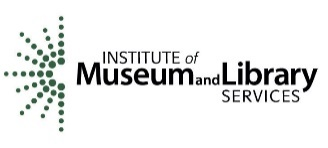 INSTITUTE of
Museum and Library
SERVICES